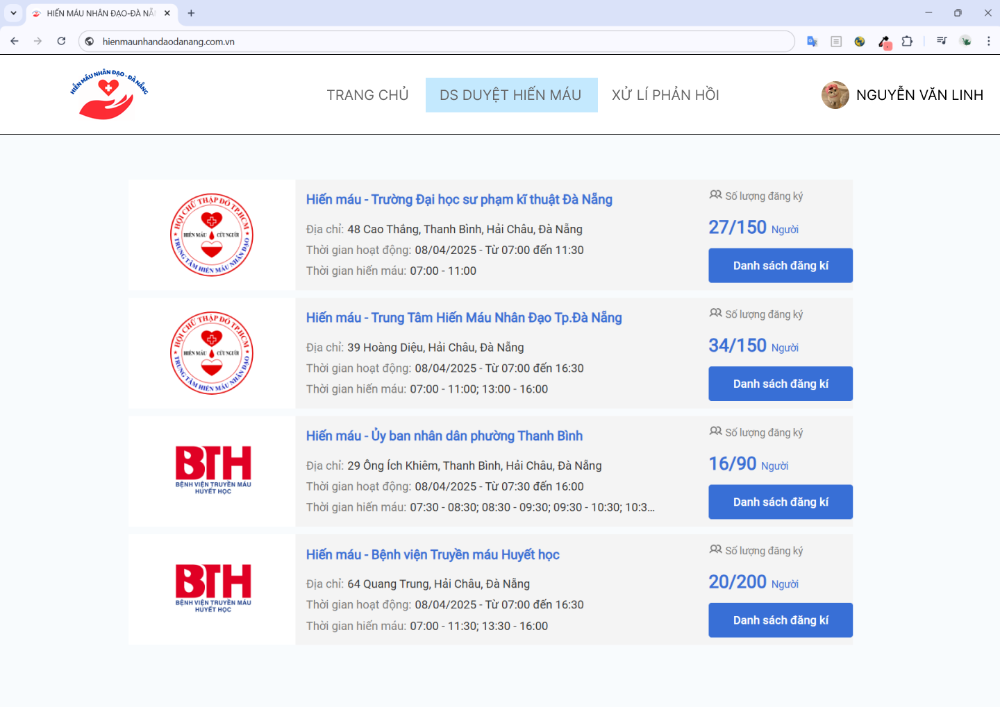 HIẾN MÁU NHÂN ĐẠO-ĐÀ NẴN
hienmaunhandaodanang.com.vn
HIẾN MÁU NHÂN ĐẠO - ĐÀ NẴNG
TRANG CHỦ
DS DUYỆT HIẾN MÁU
XỬ LÍ PHẢN HỒI
NGUYỄN VĂN LINH
HỘI CHỮ THẬP ĐỎ TP.HCM
HIẾN MÁU CỨU NGƯỜI
TRUNG TÂM HIẾN MÁU NHÂN ĐẠO
Hiến máu - Trường Đại học sư phạm kĩ thuật Đà Nẵng
Địa chỉ: 48 Cao Thắng, Thanh Bình, Hải Châu, Đà Nẵng
Thời gian hoạt động: 08/04/2025 - Từ 07:00 đến 11:30
Thời gian hiến máu: 07:00 - 11:00
Số lượng đăng ký
27/150 Người
Danh sách đăng kí
HỘI CHỮ THẬP ĐỎ TP.HCM
HIẾN MÁU CỨU NGƯỜI
TRUNG TÂM HIẾN MÁU NHÂN ĐẠO
Hiến máu - Trung Tâm Hiến Máu Nhân Đạo Tp.Đà Nẵng
Địa chỉ: 39 Hoàng Diệu, Hải Châu, Đà Nẵng
Thời gian hoạt động: 08/04/2025 - Từ 07:00 đến 16:30
Thời gian hiến máu: 07:00 - 11:00; 13:00 - 16:00
Số lượng đăng ký
34/150 Người
Danh sách đăng kí
BTH
BỆNH VIỆN TRUYỀN MÁU
HUYẾT HỌC
Hiến máu - Ủy ban nhân dân phường Thanh Bình
Địa chỉ: 29 Ông Ích Khiêm, Thanh Bình, Hải Châu, Đà Nẵng
Thời gian hoạt động: 08/04/2025 - Từ 07:30 đến 16:00
Thời gian hiến máu: 07:30 - 08:30; 08:30 - 09:30; 09:30 - 10:30; 10:3...
Số lượng đăng ký
16/90 Người
Danh sách đăng kí
BTH
BỆNH VIỆN TRUYỀN MÁU
HUYẾT HỌC
Hiến máu - Bệnh viện Truyền máu Huyết học
Địa chỉ: 64 Quang Trung, Hải Châu, Đà Nẵng
Thời gian hoạt động: 08/04/2025 - Từ 07:00 đến 16:30
Thời gian hiến máu: 07:00 - 11:30; 13:30 - 16:00
Số lượng đăng ký
20/200 Người
Danh sách đăng kí